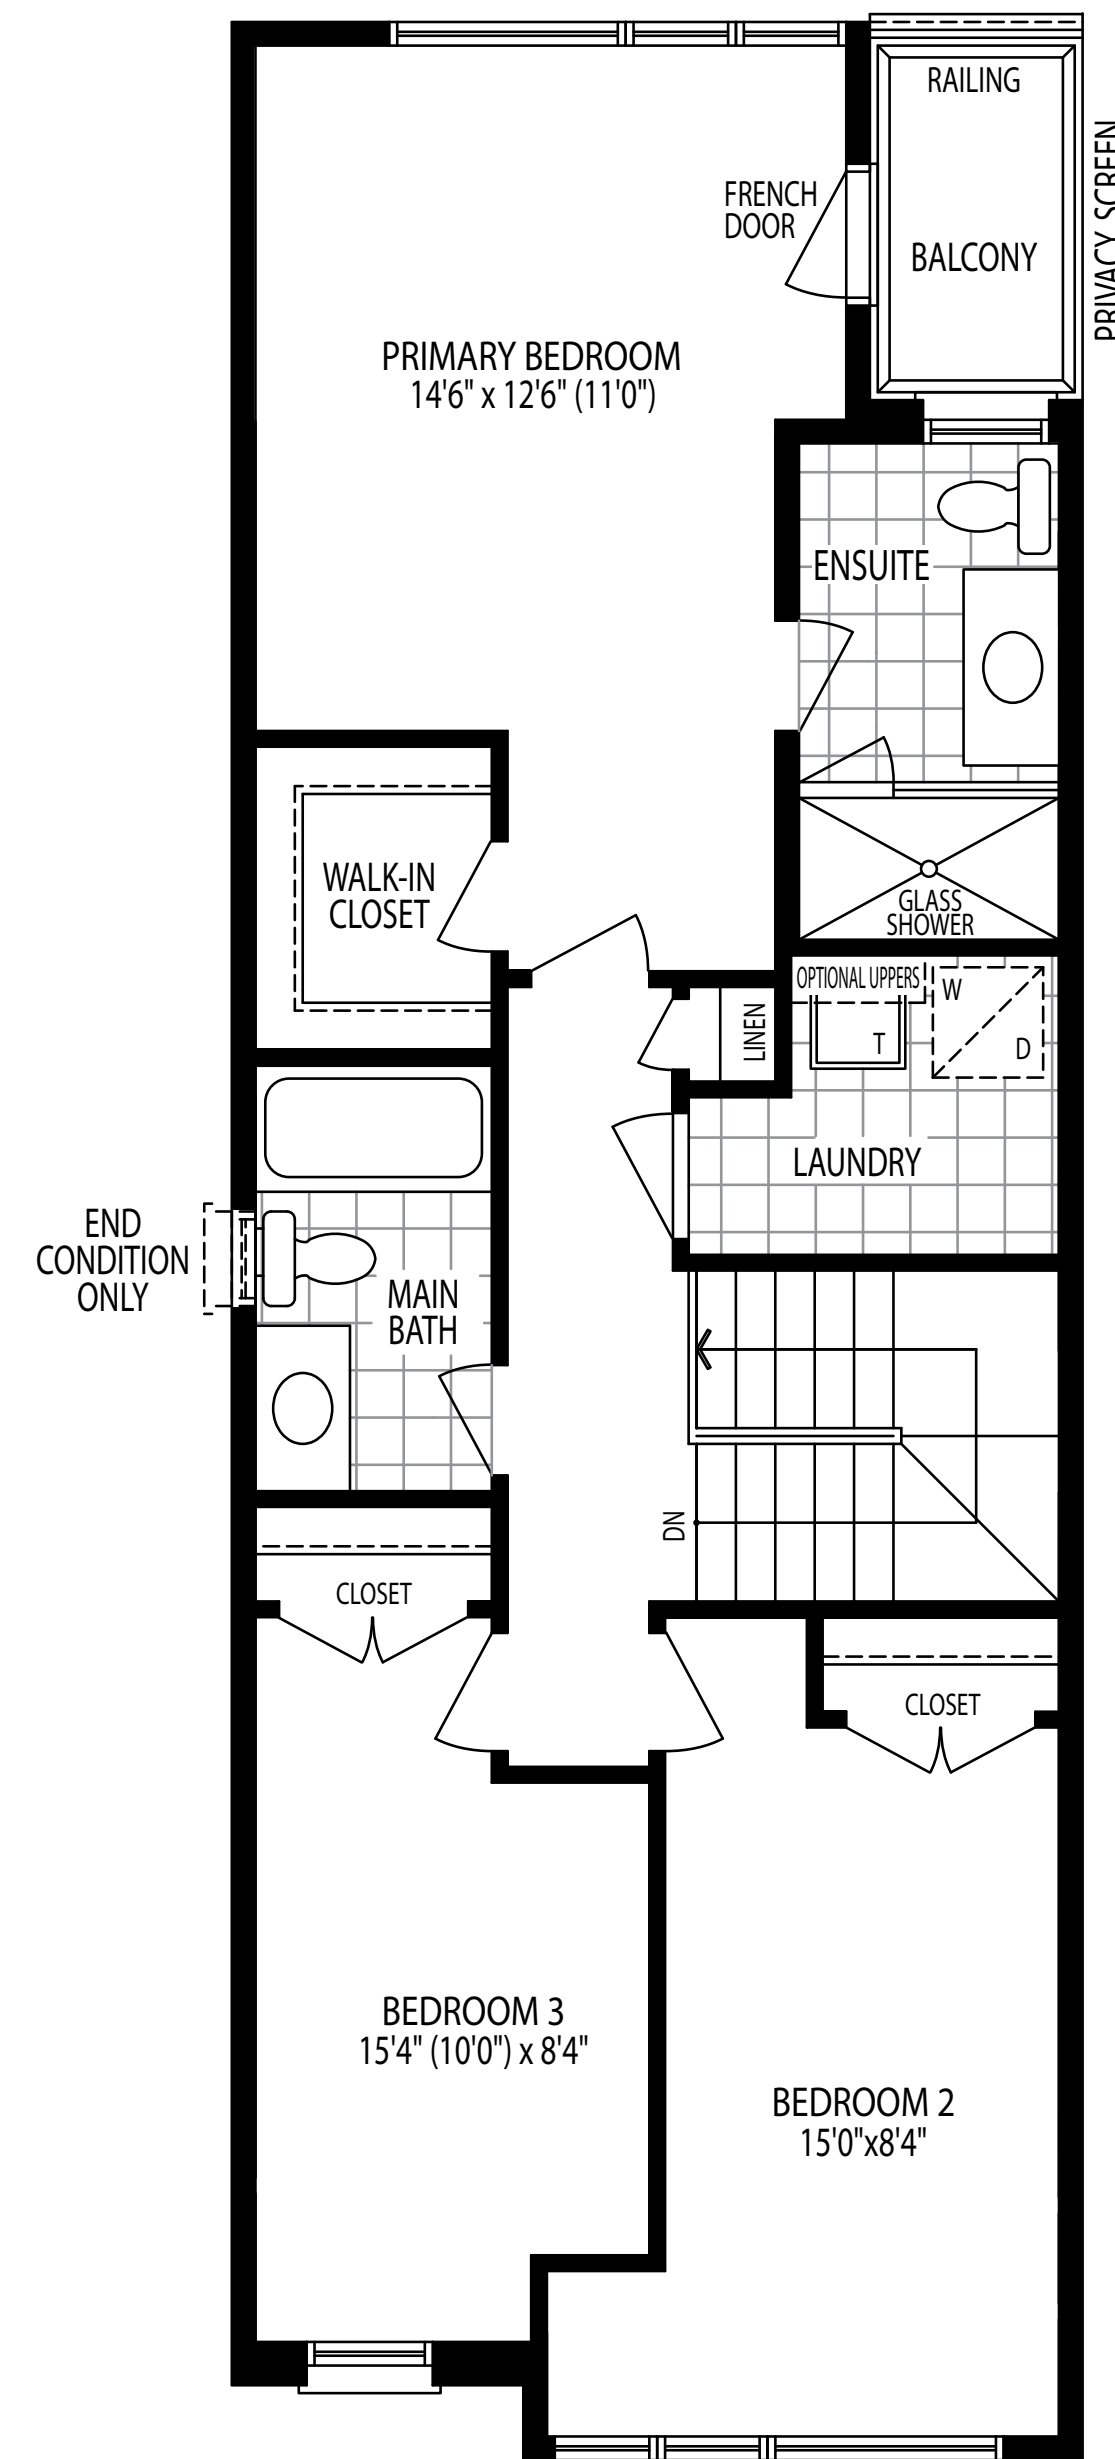 RAILING
PRIVACY SCREEN
FRENCH
DOOR
BALCONY
PRIMARY BEDROOM
14'6" x 12'6" (11'0")
ENSUITE
WALK-IN
CLOSET
GLASS
SHOWER
OPTIONAL UPPERS
W
LINEN
T
D
LAUNDRY
END
CONDITION
ONLY
MAIN
BATH
DN
CLOSET
CLOSET
BEDROOM 3
15'4" (10'0") x 8'4"
BEDROOM 2
15'0"x8'4"